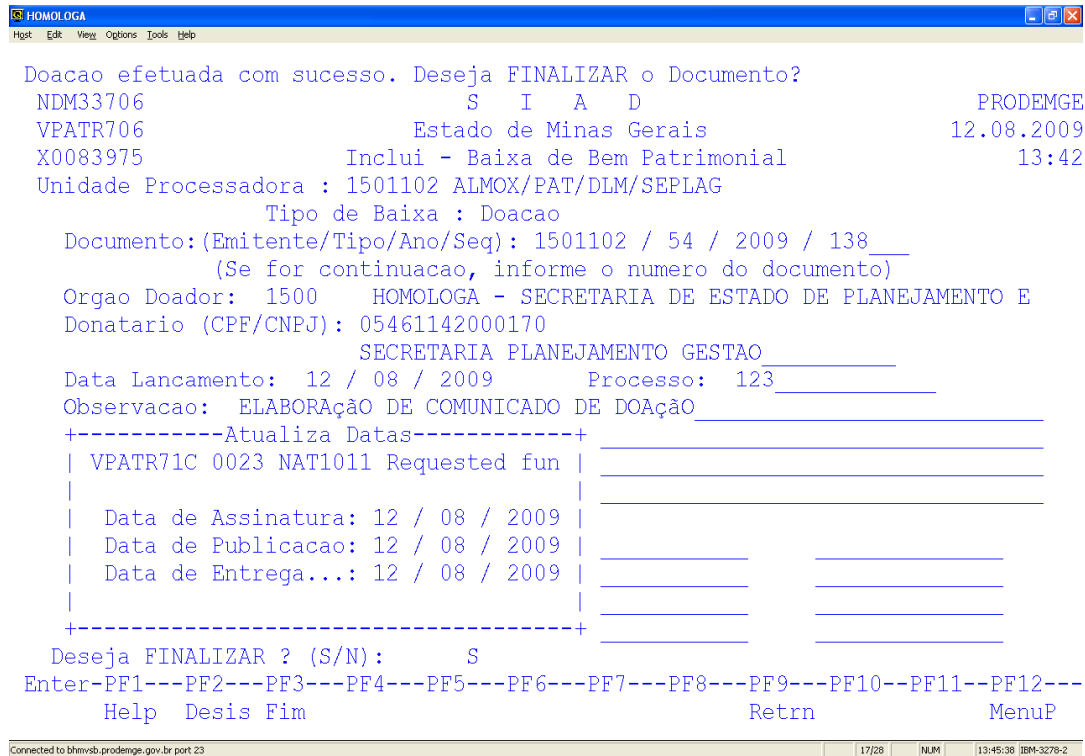 HOMOLOGA
Host Edit View Options Tools Help
Doacao efetuada com sucesso. Deseja FINALIZAR o Documento?
NDM33706 S I A D PRODEMGE
VPATR706 Estado de Minas Gerais 12.08.2009
X0083975 Inclui - Baixa de Bem Patrimonial 13:42
Unidade Processadora : 1501102 ALMOX/PAT/DLM/SEPLAG
Tipo de Baixa : Doacao
Documento:(Emitente/Tipo/Ano/Seq): 1501102 / 54 / 2009 / 138___
(Se for continuacao, informe o numero do documento)
Orgao Doador: 1500 HOMOLOGA - SECRETARIA DE ESTADO DE PLANEJAMENTO E
Donatario (CPF/CNPJ): 05461142000170
SECRETARIA PLANEJAMENTO GESTAO__________
Data Lancamento: 12 / 08 / 2009 Processo: 123____________
Observacao: ELABORAçãO DE COMUNICADO DE DOAçãO__________________________
+-----------Atualiza Datas------------+
| VPATR71C 0023 NAT1011 Requested fun |
| Data de Assinatura: 12 / 08 / 2009 |
| Data de Publicacao: 12 / 08 / 2009 |
| Data de Entrega...: 12 / 08 / 2009 |
+-------------------------------------+
Deseja FINALIZAR ? (S/N): S
Enter-PF1---PF2---PF3---PF4---PF5---PF6---PF7---PF8---PF9---PF10--PF11--PF12---
Help Desis Fim Retrn MenuP
Connected to bhmvsb.prodemge.gov.br port 23 17/28 NUM 13:45:38 IBM-3278-2